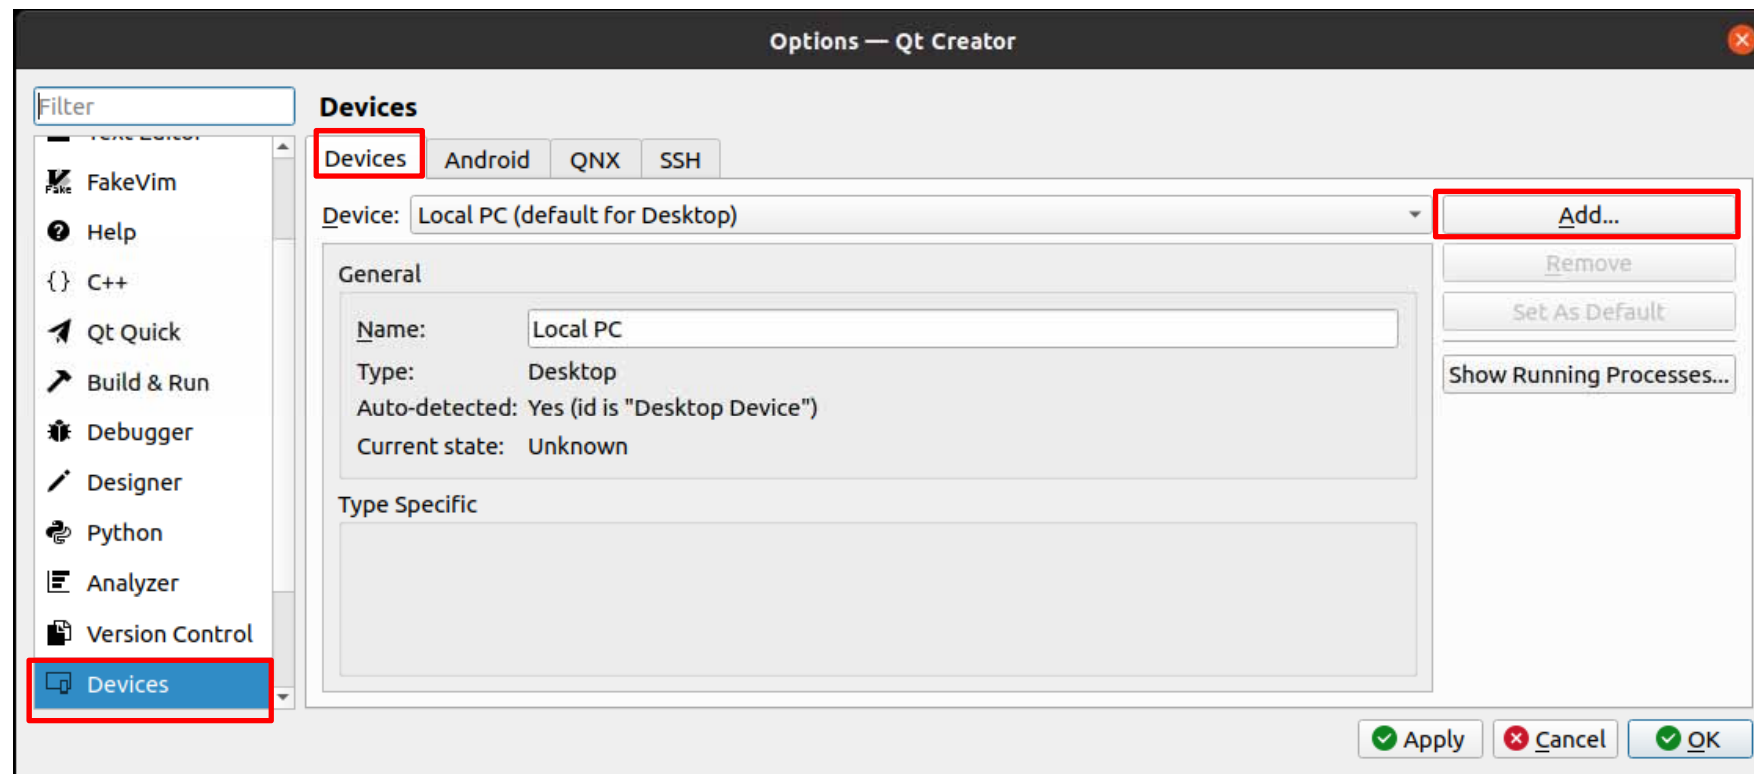 Options — Qt Creator
Filter
Devices
Text Editor
FakeVim
Help
C++
Qt Quick
Build & Run
Debugger
Designer
Python
Analyzer
Version Control
Devices
Devices Android QNX SSH
Device: Local PC (default for Desktop)
General
Name: Local PC
Type: Desktop
Auto-detected: Yes (id is "Desktop Device")
Current state: Unknown
Type Specific
Add...
Remove
Set As Default
Show Running Processes...
Apply Cancel OK